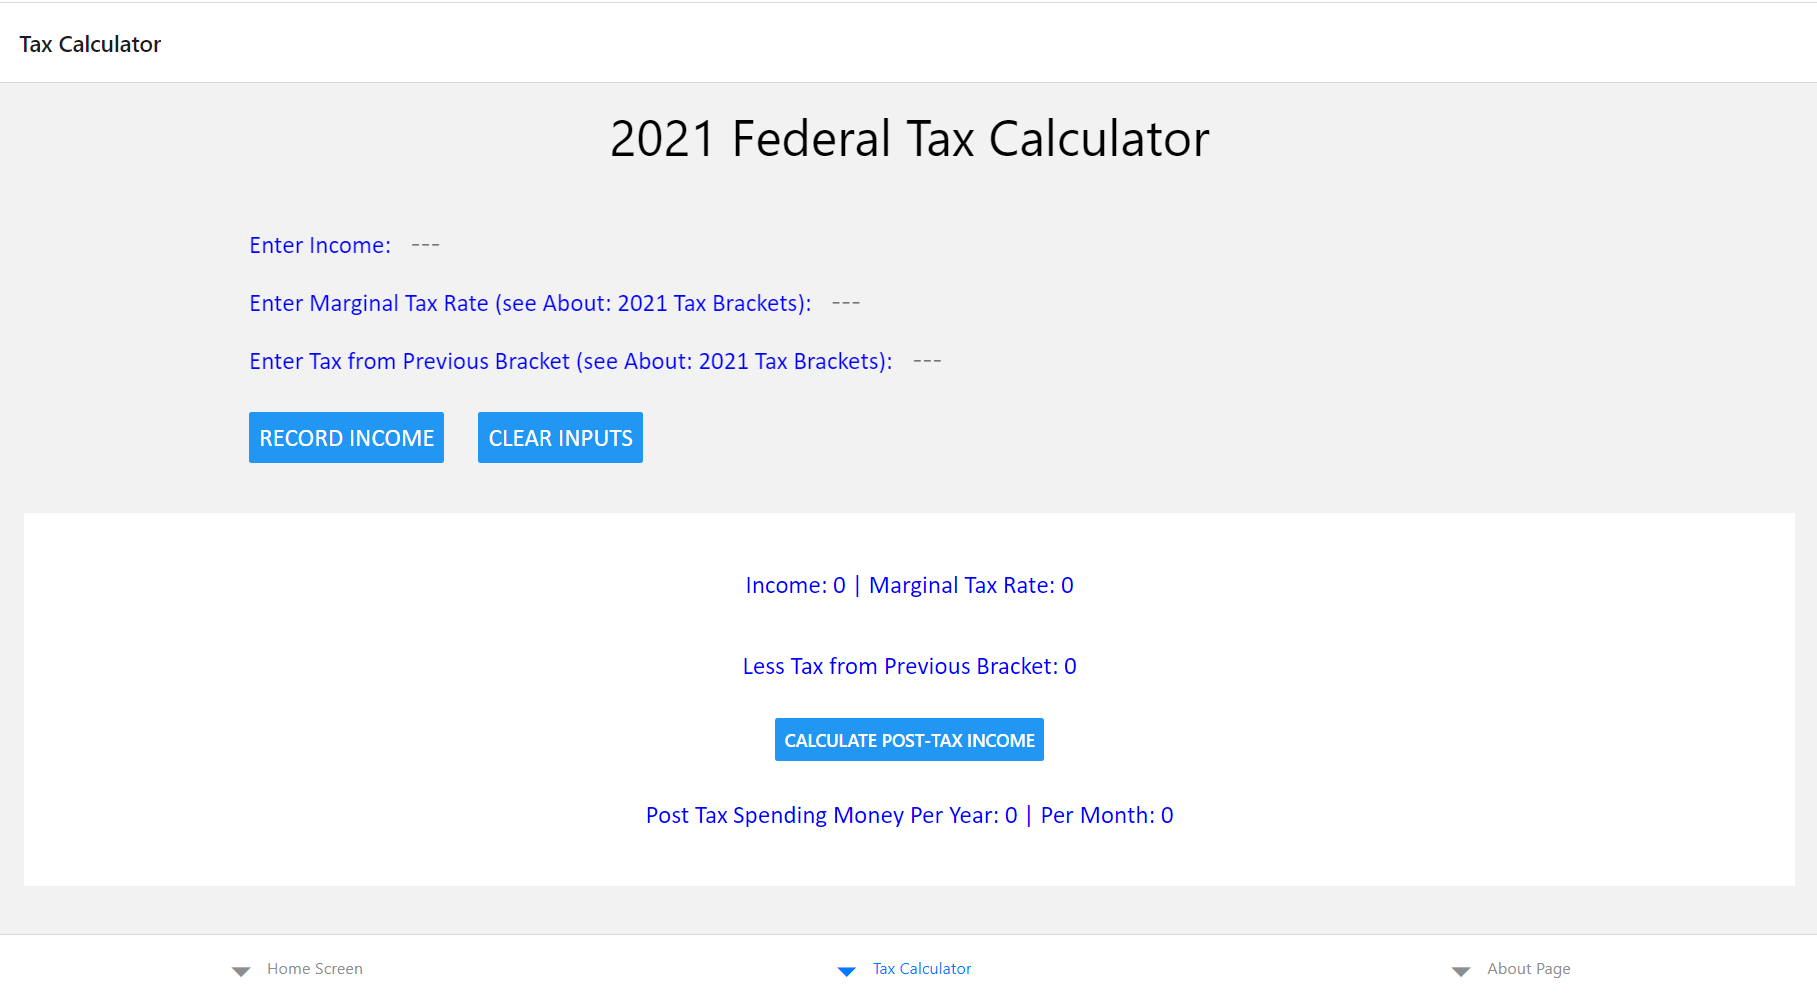 Tax Calculator
2021 Federal Tax Calculator
Enter Income: ---
Enter Marginal Tax Rate (see About: 2021 Tax Brackets): ---
Enter Tax from Previous Bracket (see About: 2021 Tax Brackets): ---
RECORD INCOME CLEAR INPUTS
Income: 0 | Marginal Tax Rate: 0
Less Tax from Previous Bracket: 0
CALCULATE POST-TAX INCOME
Post Tax Spending Money Per Year: 0 | Per Month: 0
Home Screen Tax Calculator About Page